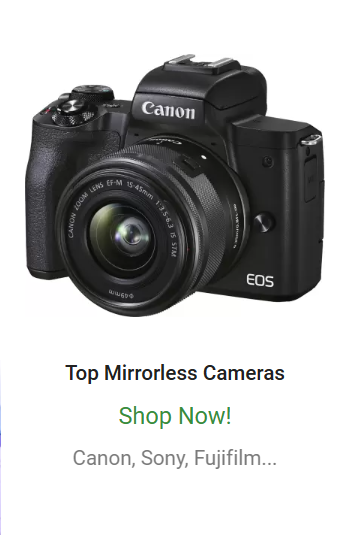 Canon
CANON ZOOM LENS EF-M 15-45mm 1:3.5-6.3 IS STM
EOS
Top Mirrorless Cameras
Shop Now!
Canon, Sony, Fujifilm...